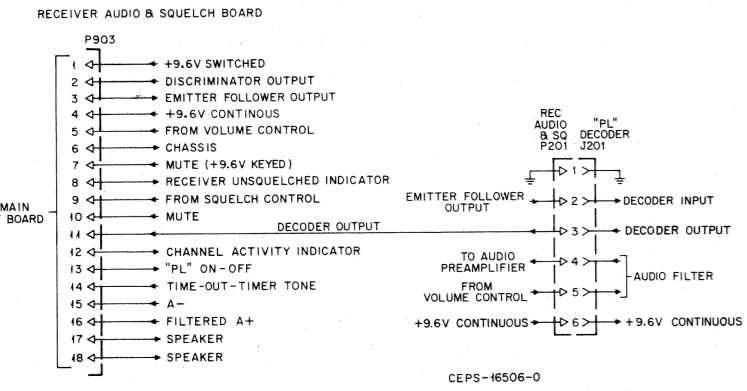 RECEIVER AUDIO & SQUELCH BOARD
P903
1 +9.6V SWITCHED
2 DISCRIMINATOR OUTPUT
3 EMITTER FOLLOWER OUTPUT
4 +9.6V CONTINOUS
5 FROM VOLUME CONTROL
6 CHASSIS
7 MUTE (+9.6V KEYED)
8 RECEIVER UNSQUELCHED INDICATOR
9 FROM SQUELCH CONTROL
10 MUTE
11 DECODER OUTPUT
12 CHANNEL ACTIVITY INDICATOR
13 "PL" ON-OFF
14 TIME-OUT-TIMER TONE
15 A-
16 FILTERED A+
17 SPEAKER
18 SPEAKER
MAIN
BOARD
REC
AUDIO "PL"
& SQ DECODER
P201 J201
1
EMITTER FOLLOWER
OUTPUT 2 DECODER INPUT
3 DECODER OUTPUT
TO AUDIO
PREAMPLIFIER 4
AUDIO FILTER
FROM
VOLUME CONTROL 5
+9.6V CONTINUOUS 6 +9.6V CONTINUOUS
CEPS-16506-0